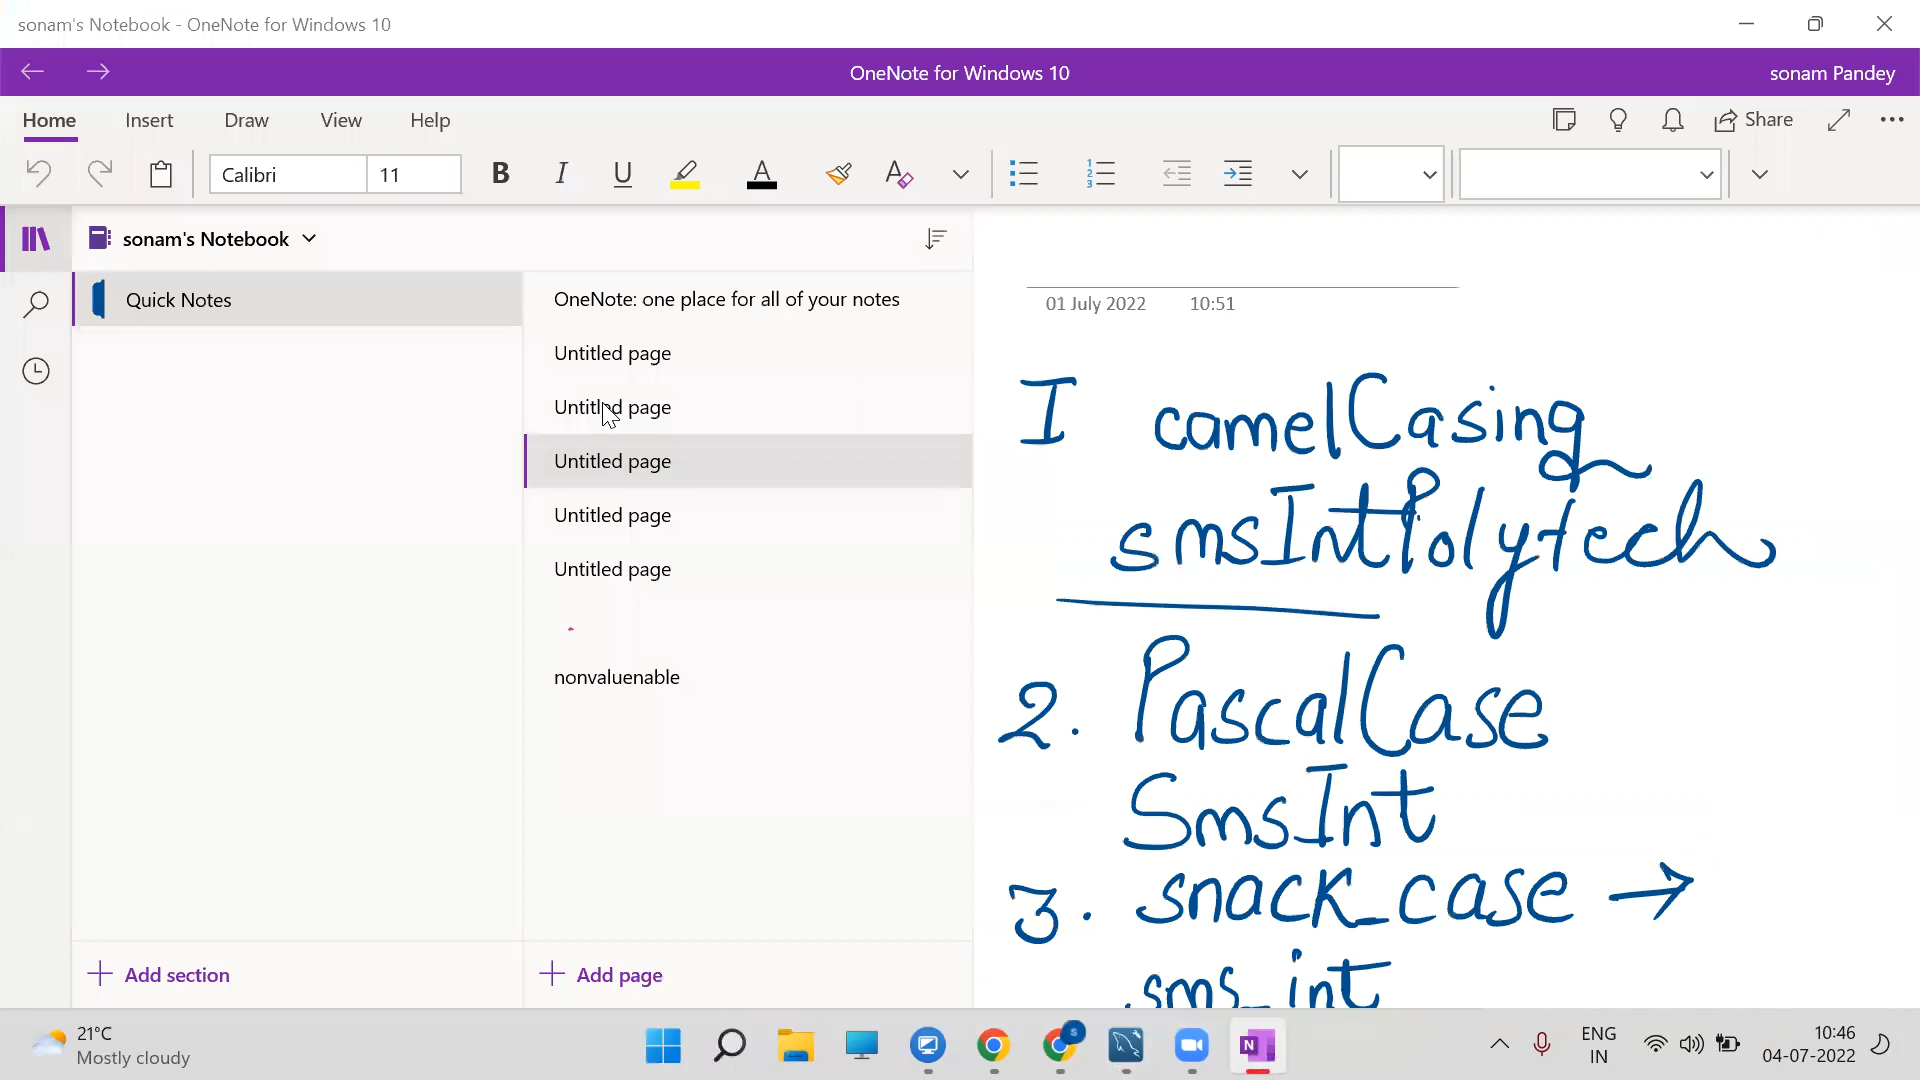 sonam's Notebook - OneNote for Windows 10
OneNote for Windows 10
sonam Pandey
Home Insert Draw View Help
Share
Calibri 11 B I U A A
sonam's Notebook
Quick Notes
OneNote: one place for all of your notes
Untitled page
Untitled page
Untitled page
Untitled page
Untitled page
nonvaluenable
Add section
Add page
01 July 2022 10:51
I camelCasing
smsIntPolytech
2. PascalCase
SmsInt
3. snack_case →
sms_int
21°C
Mostly cloudy
ENG
IN
10:46
04-07-2022